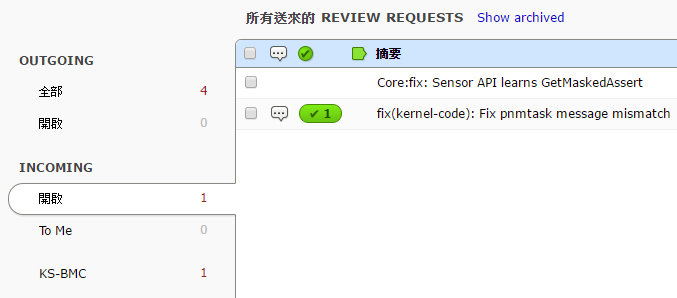 所有送來的 REVIEW REQUESTS Show archived
OUTGOING
全部 4
開啟 0
INCOMING
開啟 1
To Me 0
KS-BMC 1
摘要
Core:fix: Sensor API learns GetMaskedAssert
✔ 1 fix(kernel-code): Fix pnmtask message mismatch